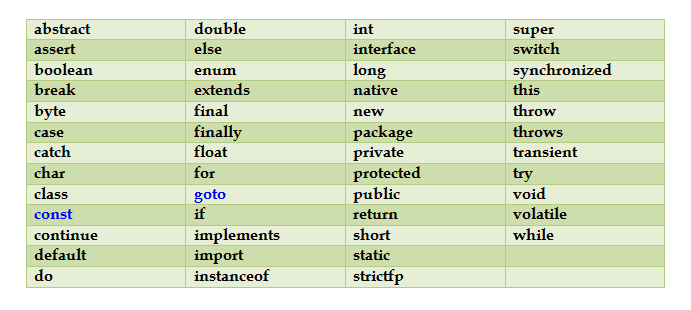 abstract double int super
assert else interface switch
boolean enum long synchronized
break extends native this
byte final new throw
case finally package throws
catch float private transient
char for protected try
class goto public void
const if return volatile
continue implements short while
default import static
do instanceof strictfp